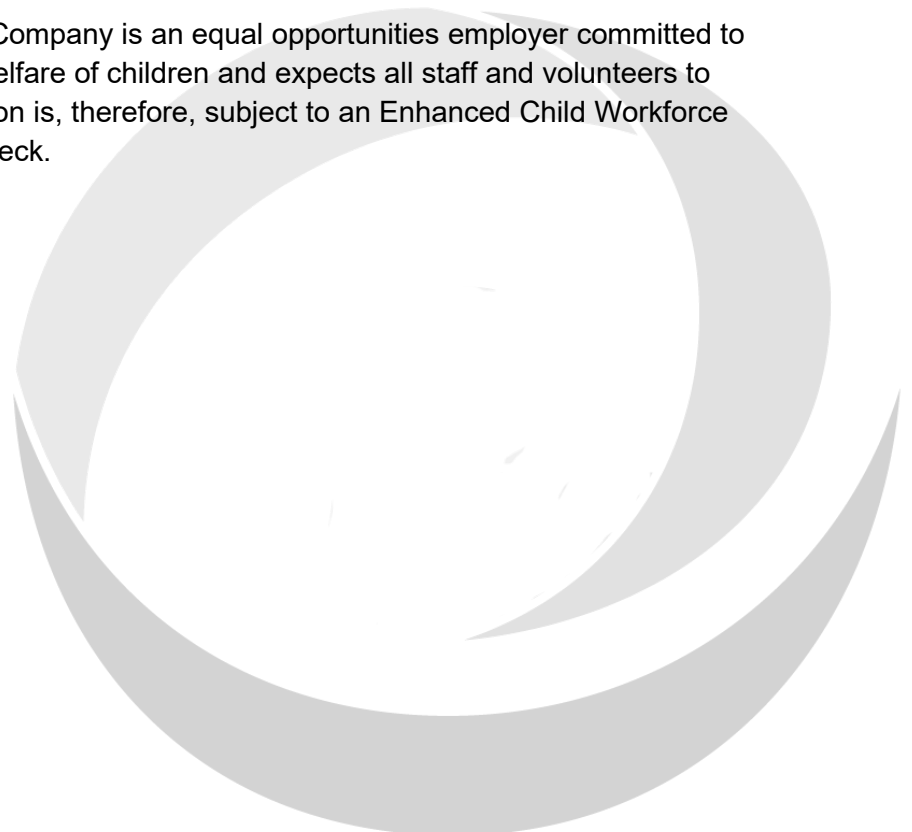 Company is an equal opportunities employer committed to
elfare of children and expects all staff and volunteers to
on is, therefore, subject to an Enhanced Child Workforce
eck.